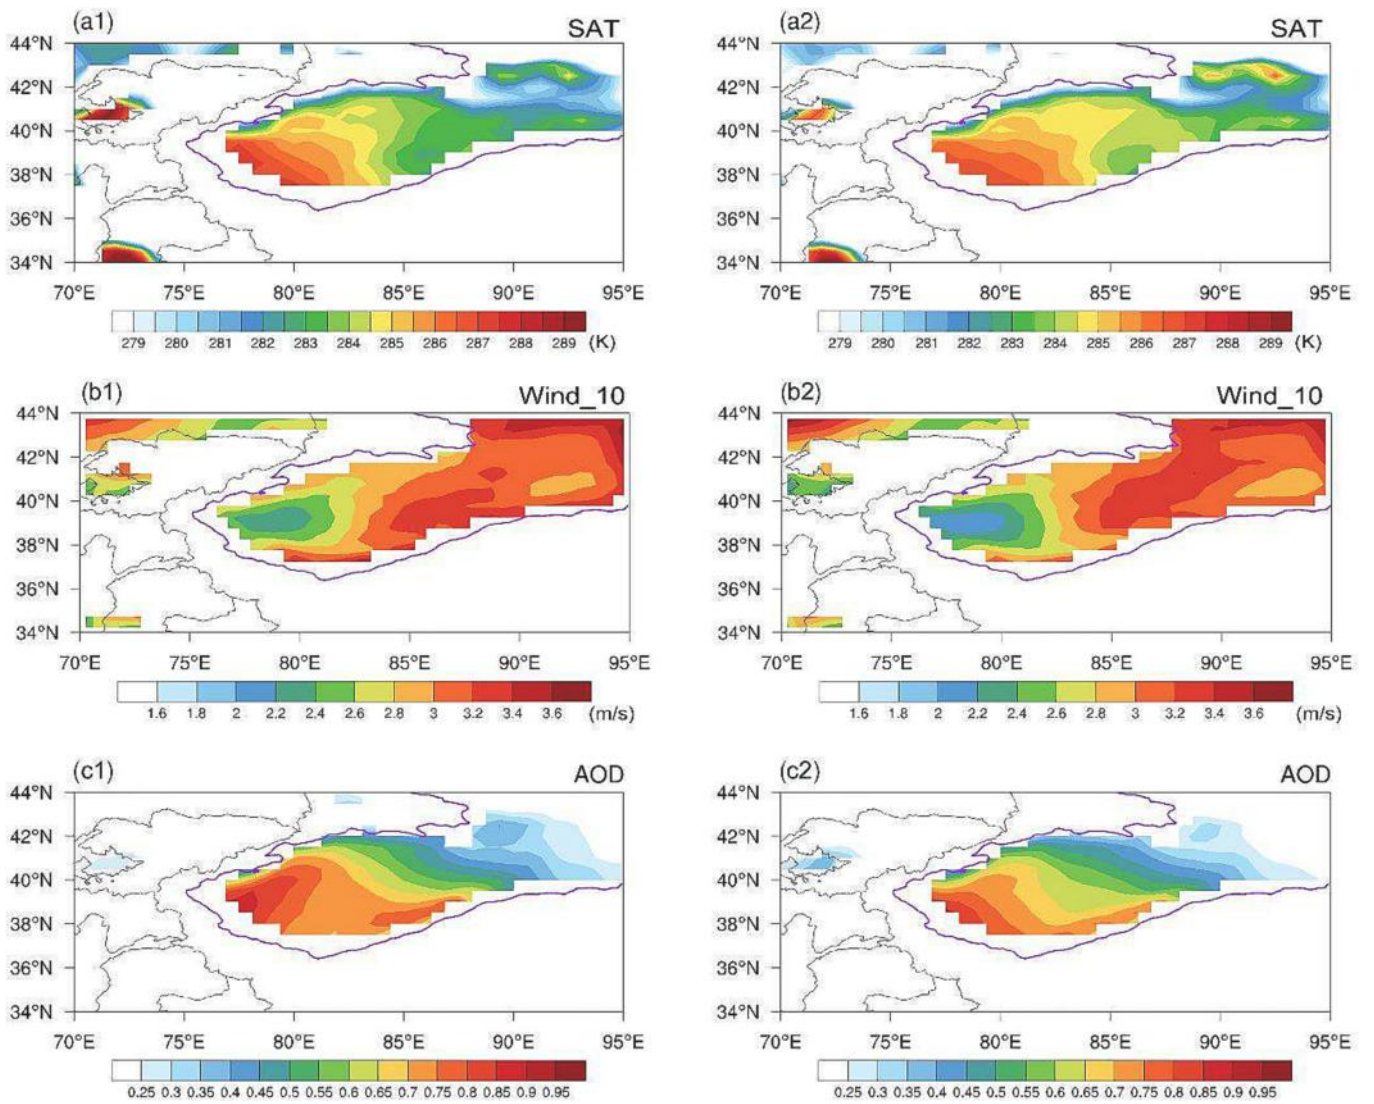 (a1) SAT
44°N
42°N
40°N
38°N
36°N
34°N
70°E 75°E 80°E 85°E 90°E 95°E
279 280 281 282 283 284 285 286 287 288 289 (K)
(a2) SAT
44°N
42°N
40°N
38°N
36°N
34°N
70°E 75°E 80°E 85°E 90°E 95°E
279 280 281 282 283 284 285 286 287 288 289 (K)
(b1) Wind_10
44°N
42°N
40°N
38°N
36°N
34°N
70°E 75°E 80°E 85°E 90°E 95°E
1.6 1.8 2 2.2 2.4 2.6 2.8 3 3.2 3.4 3.6 (m/s)
(b2) Wind_10
44°N
42°N
40°N
38°N
36°N
34°N
70°E 75°E 80°E 85°E 90°E 95°E
1.6 1.8 2 2.2 2.4 2.6 2.8 3 3.2 3.4 3.6 (m/s)
(c1) AOD
44°N
42°N
40°N
38°N
36°N
34°N
70°E 75°E 80°E 85°E 90°E 95°E
0.25 0.3 0.35 0.4 0.45 0.5 0.55 0.6 0.65 0.7 0.75 0.8 0.85 0.9 0.95
(c2) AOD
44°N
42°N
40°N
38°N
36°N
34°N
70°E 75°E 80°E 85°E 90°E 95°E
0.25 0.3 0.35 0.4 0.45 0.5 0.55 0.6 0.65 0.7 0.75 0.8 0.85 0.9 0.95